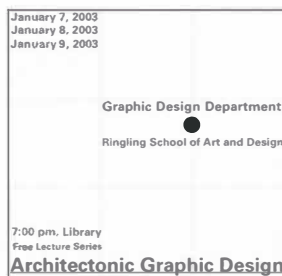 January 7, 2003
January 8, 2003
January 9, 2003
Graphic Design Department
Ringling School of Art and Design
7:00 pm, Library
Free Lecture Series
Architectonic Graphic Design